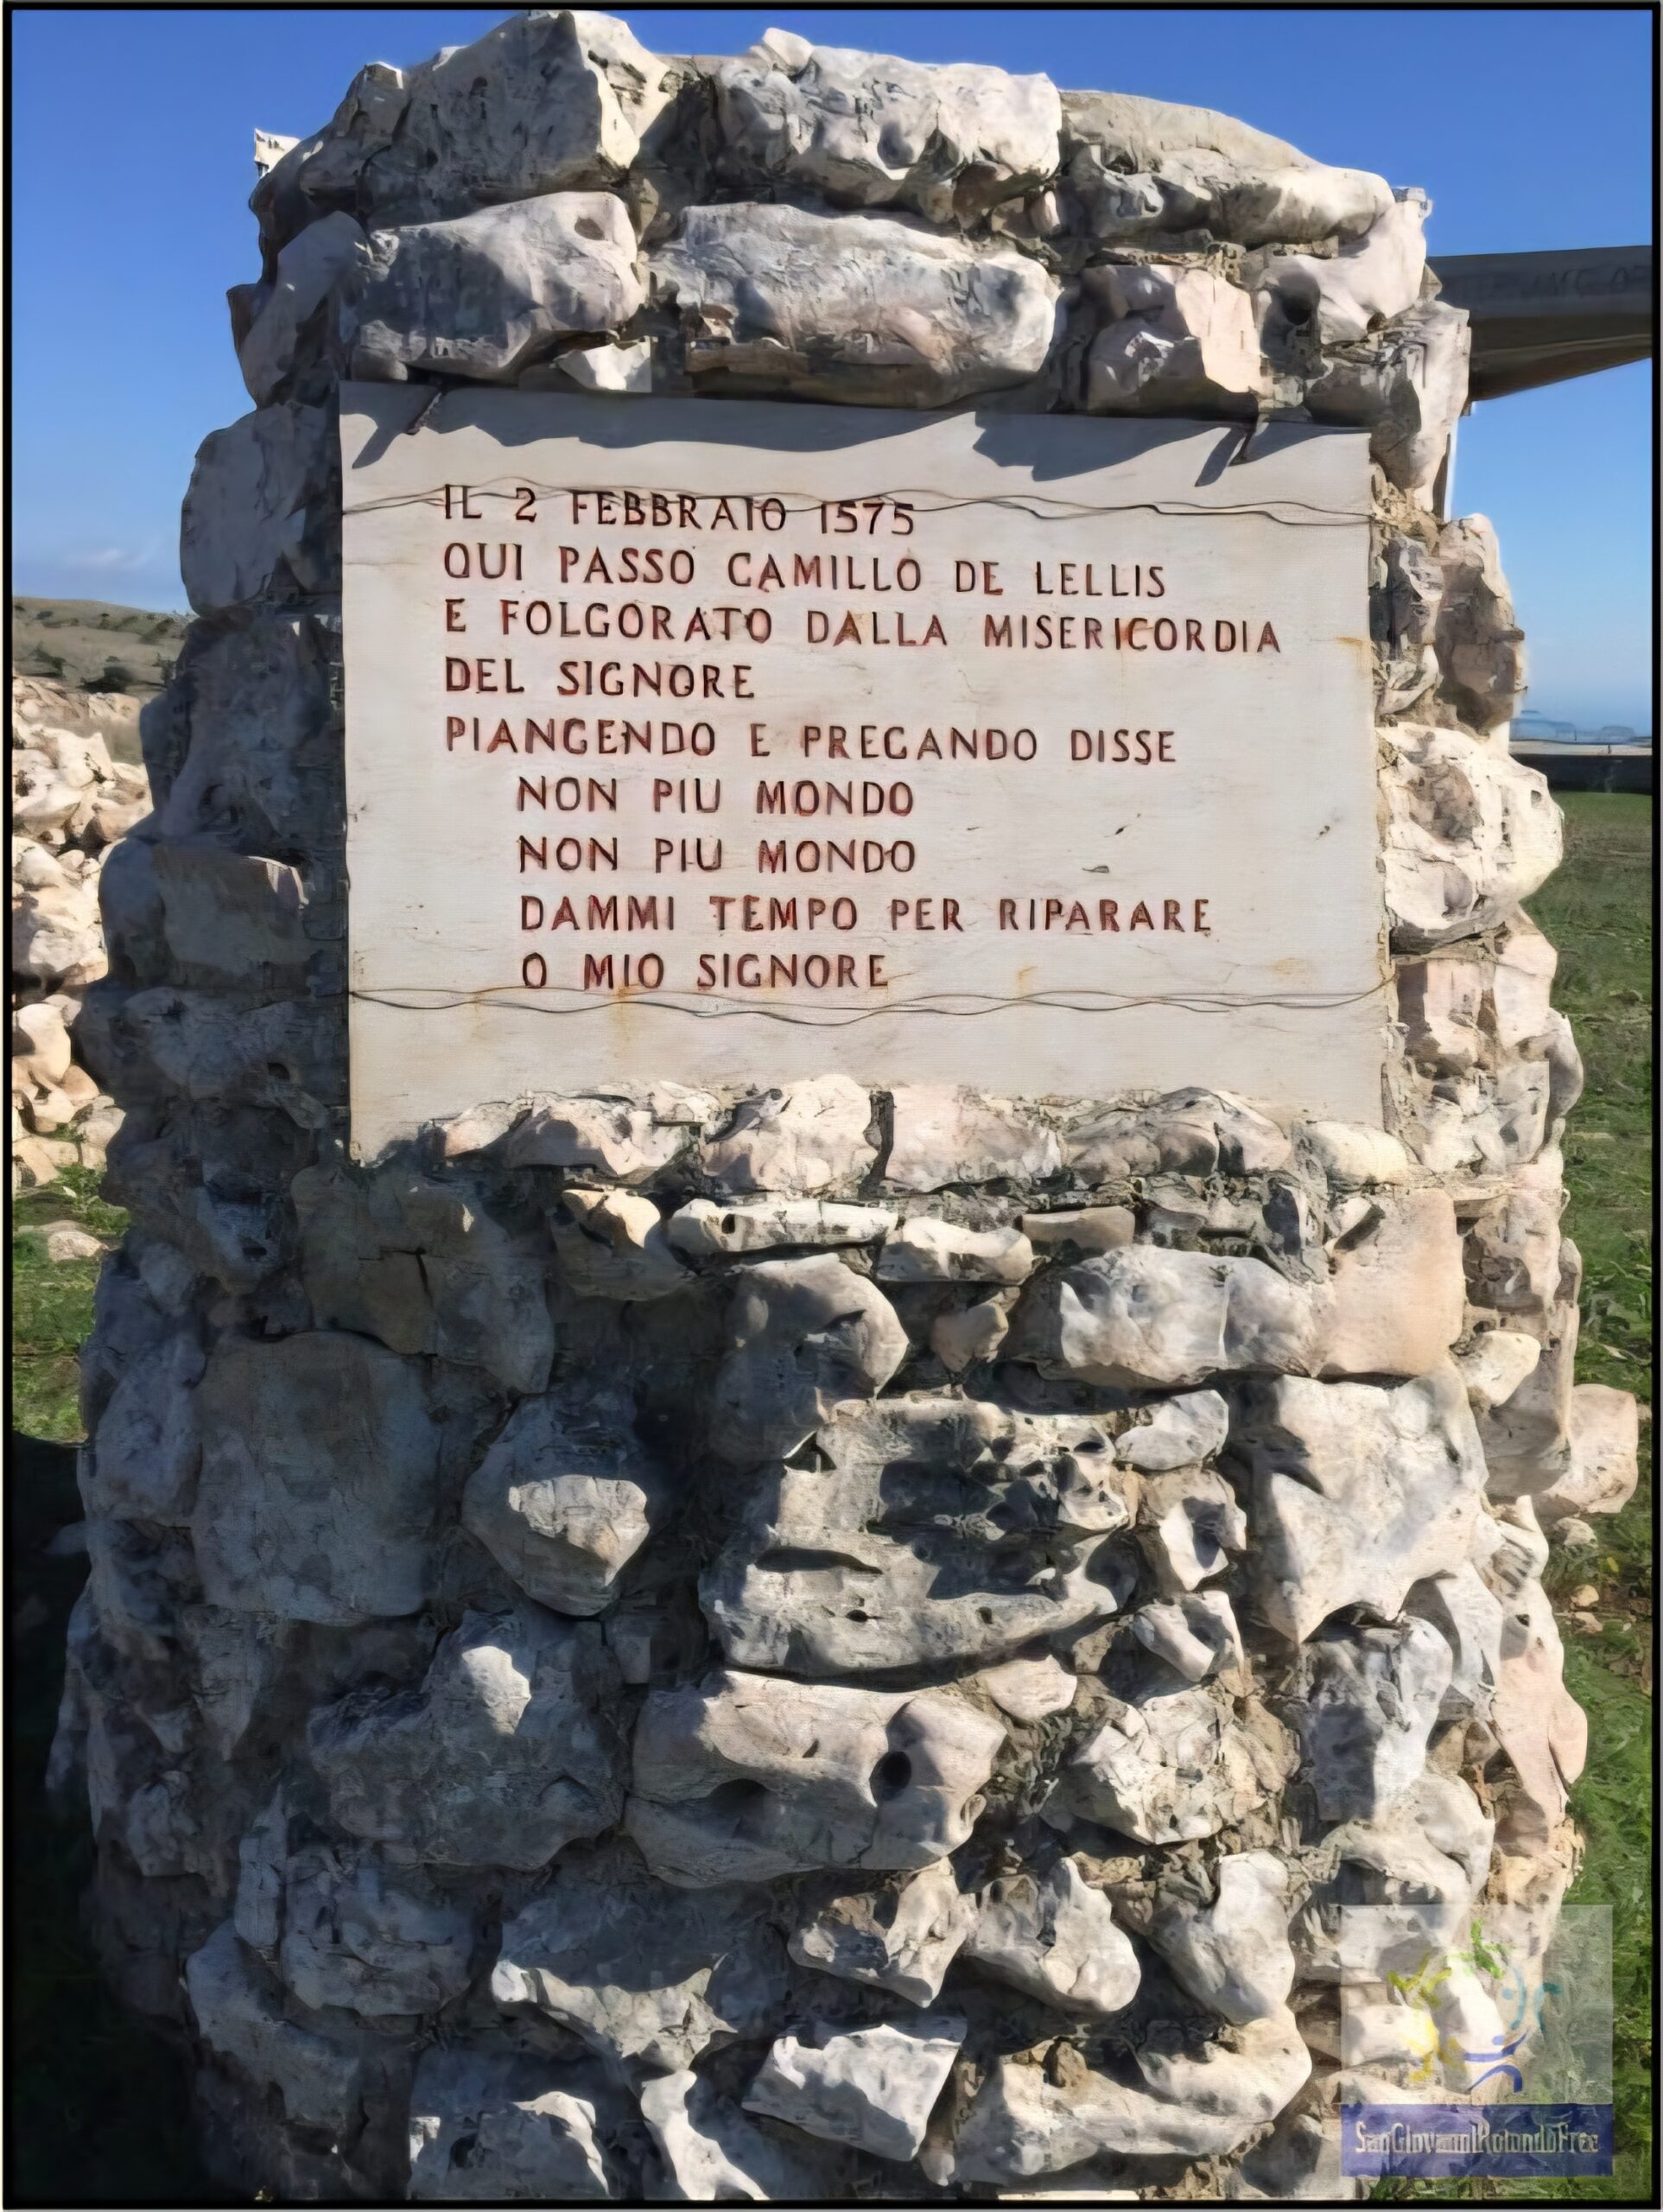 IL 2 FEBBRAIO 1575
QUI PASSO CAMILLO DE LELLIS
E FOLGORATO DALLA MISERICORDIA
DEL SIGNORE
PIANGENDO E PREGANDO DISSE
NON PIU MONDO
NON PIU MONDO
DAMMI TEMPO PER RIPARARE
O MIO SIGNORE
SanGiovanniRotondoFree